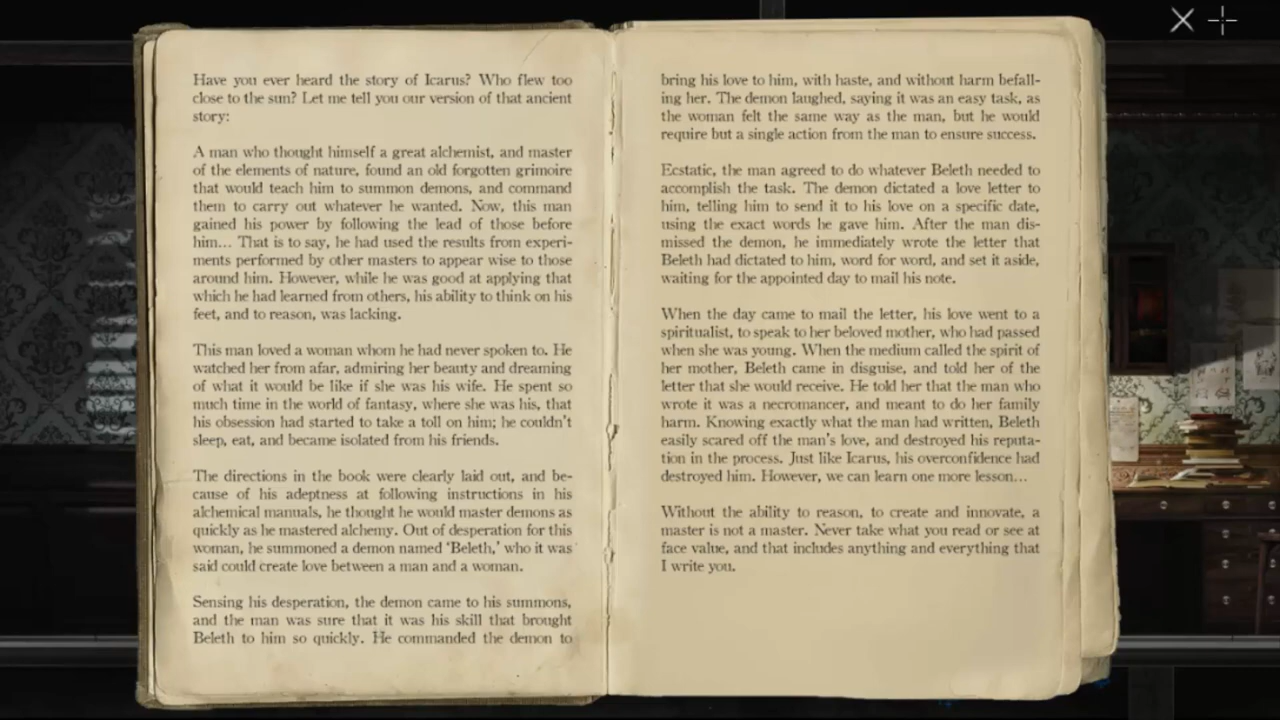 Have you ever heard the story of Icarus? Who flew too
close to the sun? Let me tell you our version of that ancient
story:
A man who thought himself a great alchemist, and master
of the elements of nature, found an old forgotten grimoire
that would teach him to summon demons, and command
them to carry out whatever he wanted. Now, this man
gained his power by following the lead of those before
him... That is to say, he had used the results from experi-
ments performed by other masters to appear wise to those
around him. However, while he was good at applying that
which he had learned from others, his ability to think on his
feet, and to reason, was lacking.
This man loved a woman whom he had never spoken to. He
watched her from afar, admiring her beauty and dreaming
of what it would be like if she was his wife. He spent so
much time in the world of fantasy, where she was his, that
his obsession had started to take a toll on him; he couldn't
sleep, eat, and became isolated from his friends.
The directions in the book were clearly laid out, and be-
cause of his adeptness at following instructions in his
alchemical manuals, he thought he would master demons as
quickly as he mastered alchemy. Out of desperation for this
woman, he summoned a demon named 'Beleth,' who it was
said could create love between a man and a woman.
Sensing his desperation, the demon came to his summons,
and the man was sure that it was his skill that brought
Beleth to him so quickly. He commanded the demon to
bring his love to him, with haste, and without harm befall-
ing her. The demon laughed, saying it was an easy task, as
the woman felt the same way as the man, but he would
require but a single action from the man to ensure success.
Ecstatic, the man agreed to do whatever Beleth needed to
accomplish the task. The demon dictated a love letter to
him, telling him to send it to his love on a specific date,
using the exact words he gave him. After the man dis-
missed the demon, he immediately wrote the letter that
Beleth had dictated to him, word for word, and set it aside,
waiting for the appointed day to mail his note.
When the day came to mail the letter, his love went to a
spiritualist, to speak to her beloved mother, who had passed
when she was young. When the medium called the spirit of
her mother, Beleth came in disguise, and told her of the
letter that she would receive. He told her that the man who
wrote it was a necromancer, and meant to do her family
harm. Knowing exactly what the man had written, Beleth
easily scared off the man's love, and destroyed his reputa-
tion in the process. Just like Icarus, his overconfidence had
destroyed him. However, we can learn one more lesson...
Without the ability to reason, to create and innovate, a
master is not a master. Never take what you read or see at
face value, and that includes anything and everything that
I write you.